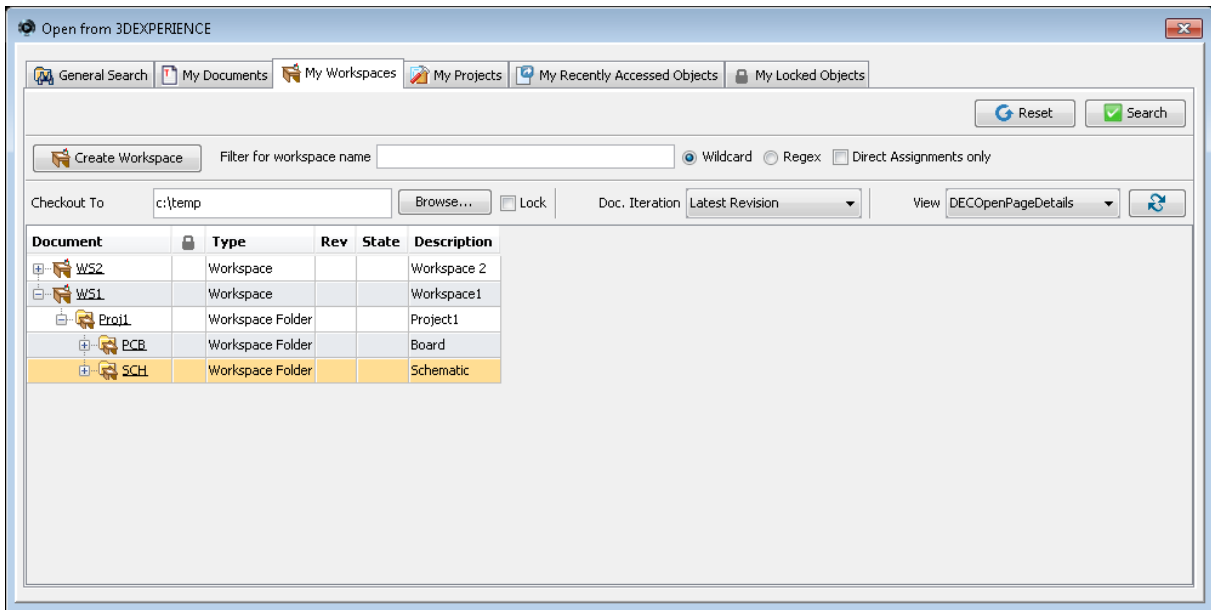 Open from 3DEXPERIENCE
General Search My Documents My Workspaces My Projects My Recently Accessed Objects My Locked Objects
Reset Search
Create Workspace Filter for workspace name Wildcard Regex Direct Assignments only
Checkout To c:\temp Browse... Lock Doc. Iteration Latest Revision View DECOpenPageDetails
Document Type Rev State Description
WS2 Workspace Workspace 2
WS1 Workspace Workspace1
Proj1 Workspace Folder Project1
PCB Workspace Folder Board
SCH Workspace Folder Schematic